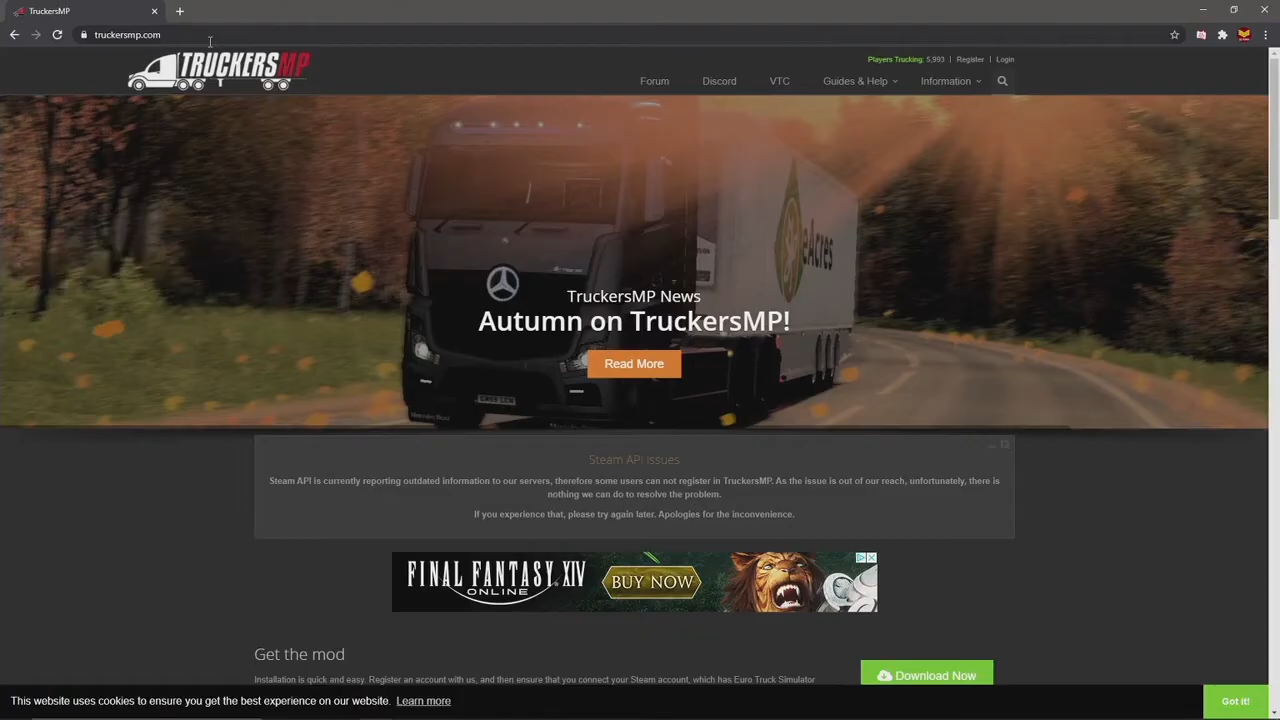 TruckersMP
truckersmp.com
TRUCKERSMP
Players Trucking: 5,993 | Register | Login
Forum Discord VTC Guides & Help Information
eAcres
TruckersMP News
Autumn on TruckersMP!
Read More
Steam API issues
Steam API is currently reporting outdated information to our servers, therefore some users can not register in TruckersMP. As the issue is out of our reach, unfortunately, there is
nothing we can do to resolve the problem.
If you experience that, please try again later. Apologies for the inconvenience.
FINAL FANTASY XIV
ONLINE
BUY NOW
Get the mod
Installation is quick and easy. Register an account with us, and then ensure that you connect your Steam account, which has Euro Truck Simulator
Download Now
This website uses cookies to ensure you get the best experience on our website. Learn more
Got it!